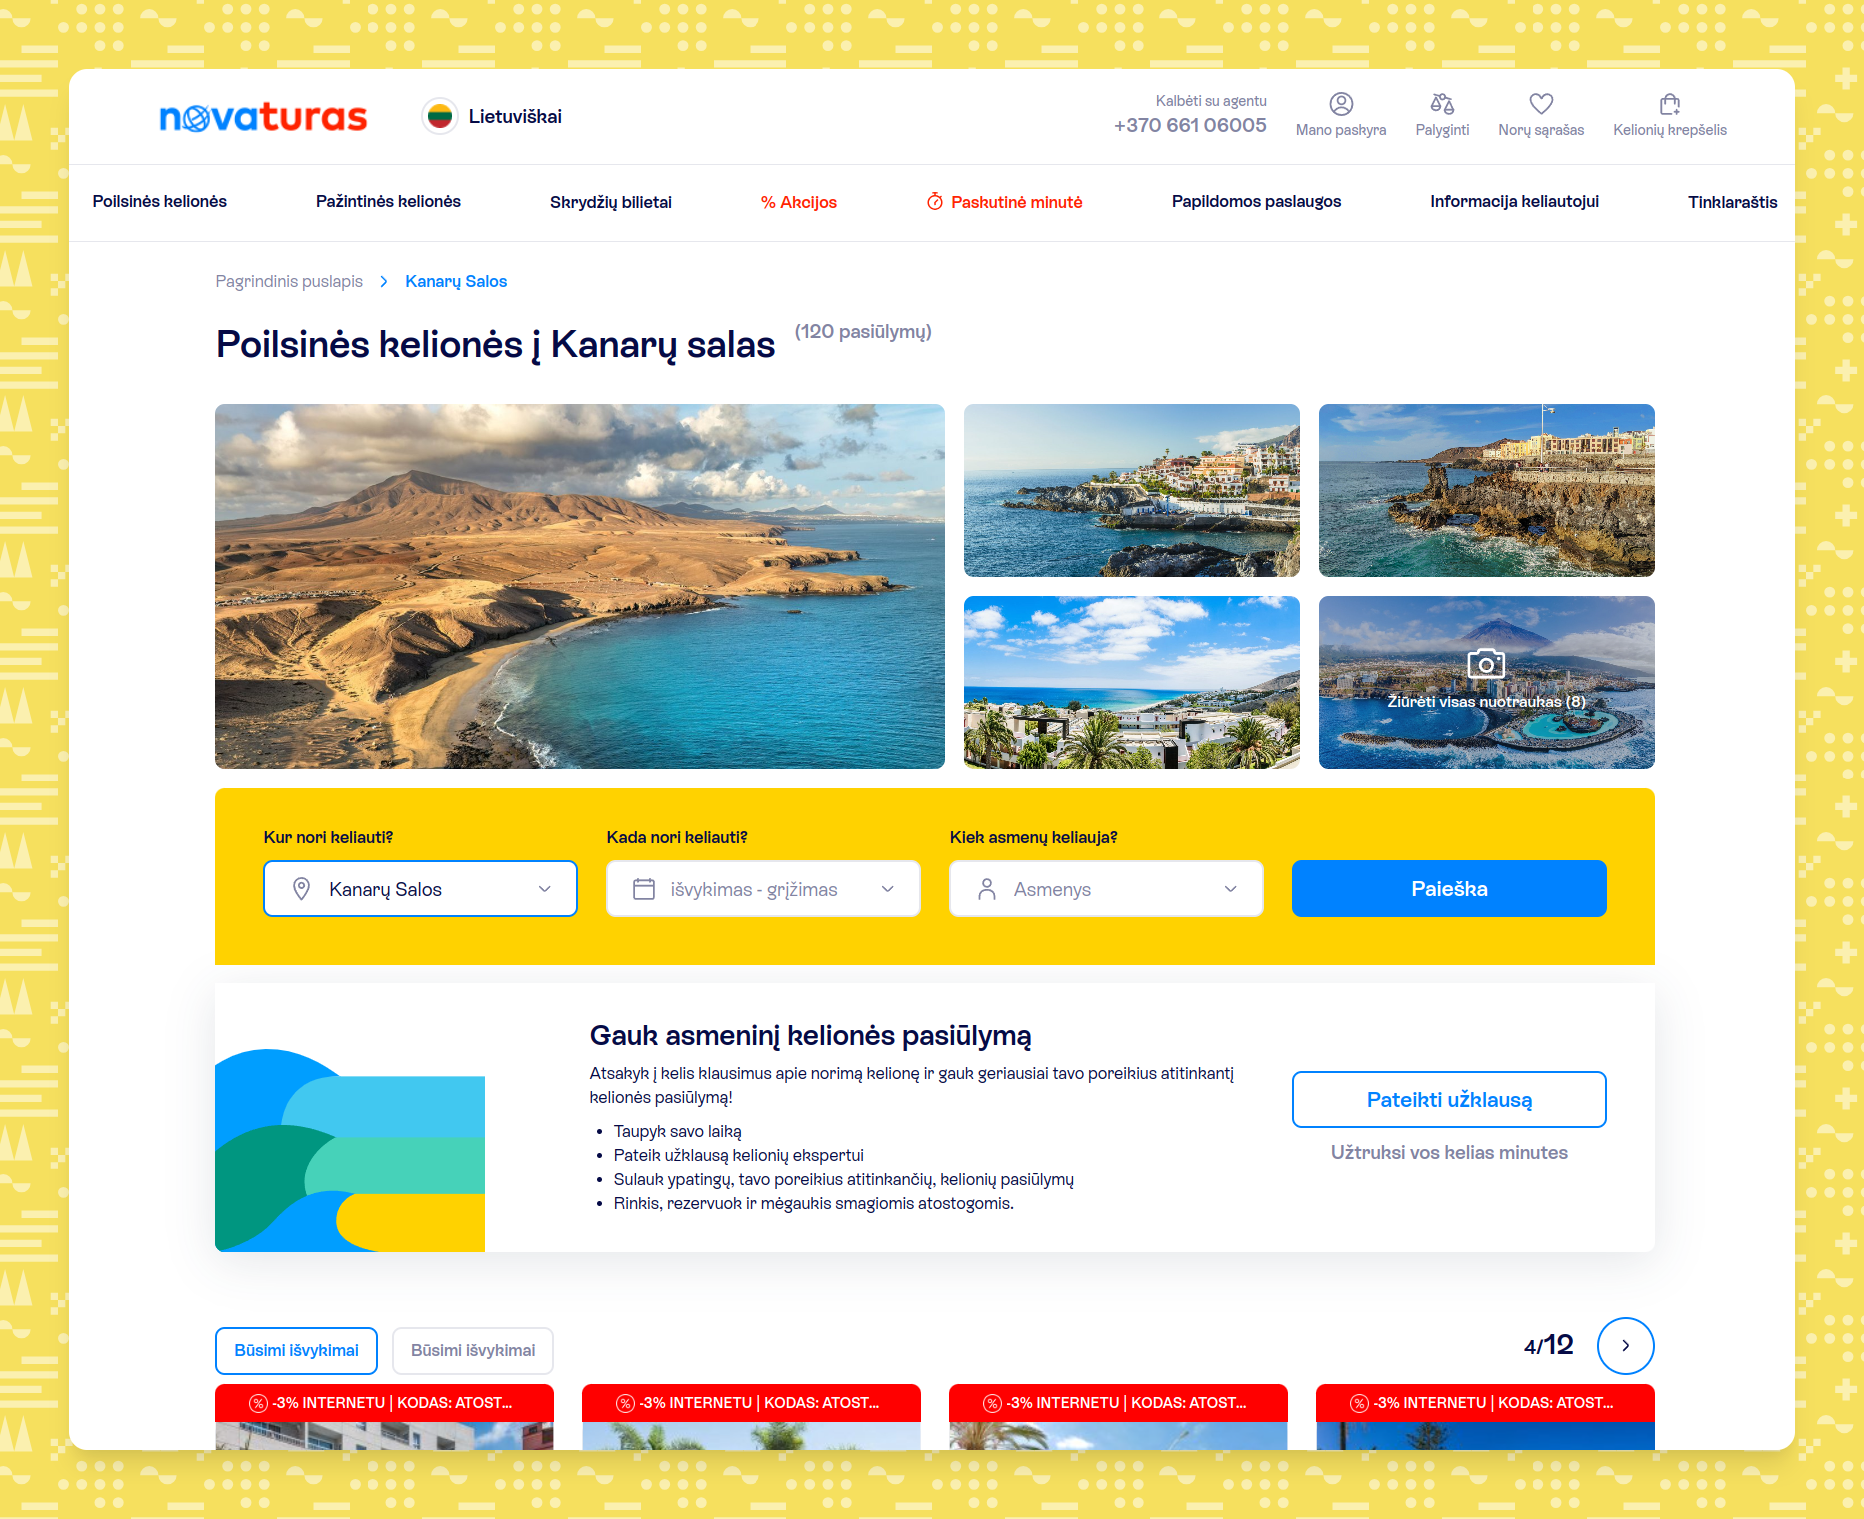 novaturas
Lietuviškai
Kalbėti su agentu
+370 661 06005
Mano paskyra
Palyginti
Norų sąrašas
Kelionių krepšelis
Poilsinės kelionės
Pažintinės kelionės
Skrydžių bilietai
% Akcijos
Paskutinė minutė
Papildomos paslaugos
Informacija keliautojui
Tinklaraštis
Pagrindinis puslapis
Kanarų Salos
Poilsinės kelionės į Kanarų salas
(120 pasiūlymų)
Žiūrėti visas nuotraukas (8)
Kur nori keliauti?
Kada nori keliauti?
Kiek asmenų keliauja?
Kanarų Salos
išvykimas - grįžimas
Asmenys
Paieška
Gauk asmeninį kelionės pasiūlymą
Atsakyk į kelis klausimus apie norimą kelionę ir gauk geriausiai tavo poreikius atitinkantį
kelionės pasiūlymą!
• Taupyk savo laiką
• Pateik užklausą kelionių ekspertui
• Sulauk ypatingų, tavo poreikius atitinkančių, kelionių pasiūlymų
• Rinkis, rezervuok ir mėgaukis smagiomis atostogomis.
Pateikti užklausą
Užtruksi vos kelias minutes
Būsimi išvykimai
Būsimi išvykimai
4/12
% -3% INTERNETU | KODAS: ATOST...
% -3% INTERNETU | KODAS: ATOST...
% -3% INTERNETU | KODAS: ATOST...
% -3% INTERNETU | KODAS: ATOST...